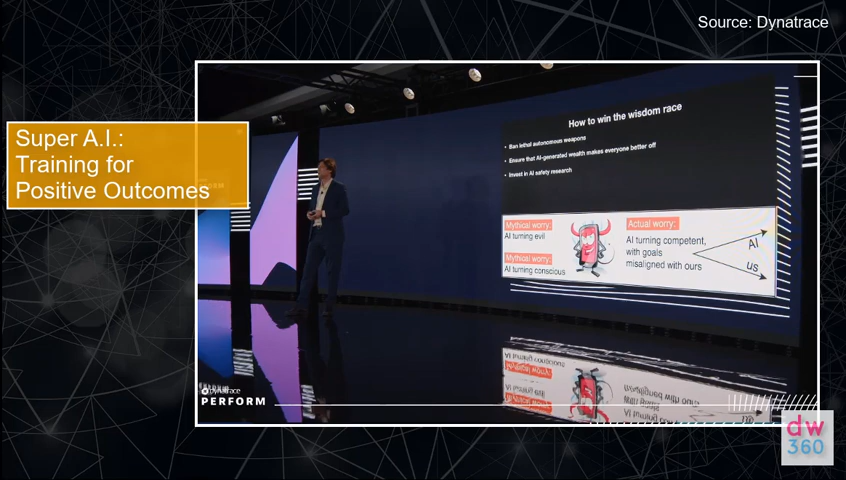 Source: Dynatrace
Super A.I.:
Training for
Positive Outcomes
How to win the wisdom race
• Ban lethal autonomous weapons
• Ensure that AI-generated wealth makes everyone better off
• Invest in AI safety research
Mythical worry:
AI turning evil
Mythical worry:
AI turning conscious
Actual worry:
AI turning competent,
with goals
misaligned with ours
AI
us
dynatrace
PERFORM
dw
360